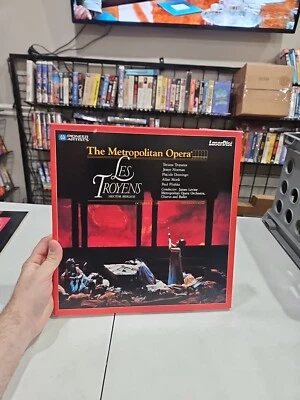 PIONEER
ARTISTS
LaserDisc
The Metropolitan Opera
LES
TROYENS
HECTOR BERLIOZ
Tatiana Troyanos
Jessye Norman
Plácido Domingo
Allan Monk
Paul Plishka
Conductor: James Levine
Metropolitan Opera Orchestra,
Chorus and Ballet